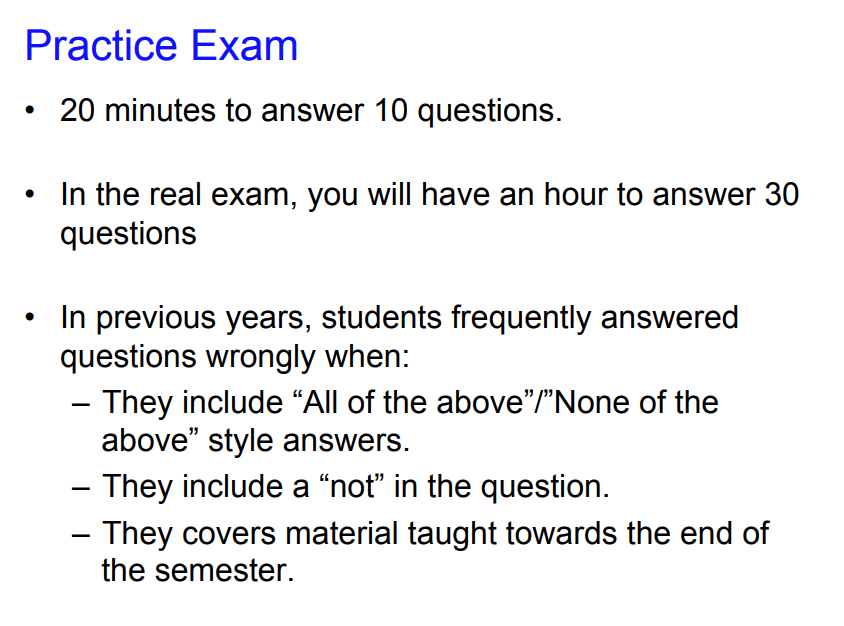 Practice Exam
• 20 minutes to answer 10 questions.
• In the real exam, you will have an hour to answer 30
questions
• In previous years, students frequently answered
questions wrongly when:
– They include “All of the above”/”None of the
above” style answers.
– They include a “not” in the question.
– They covers material taught towards the end of
the semester.